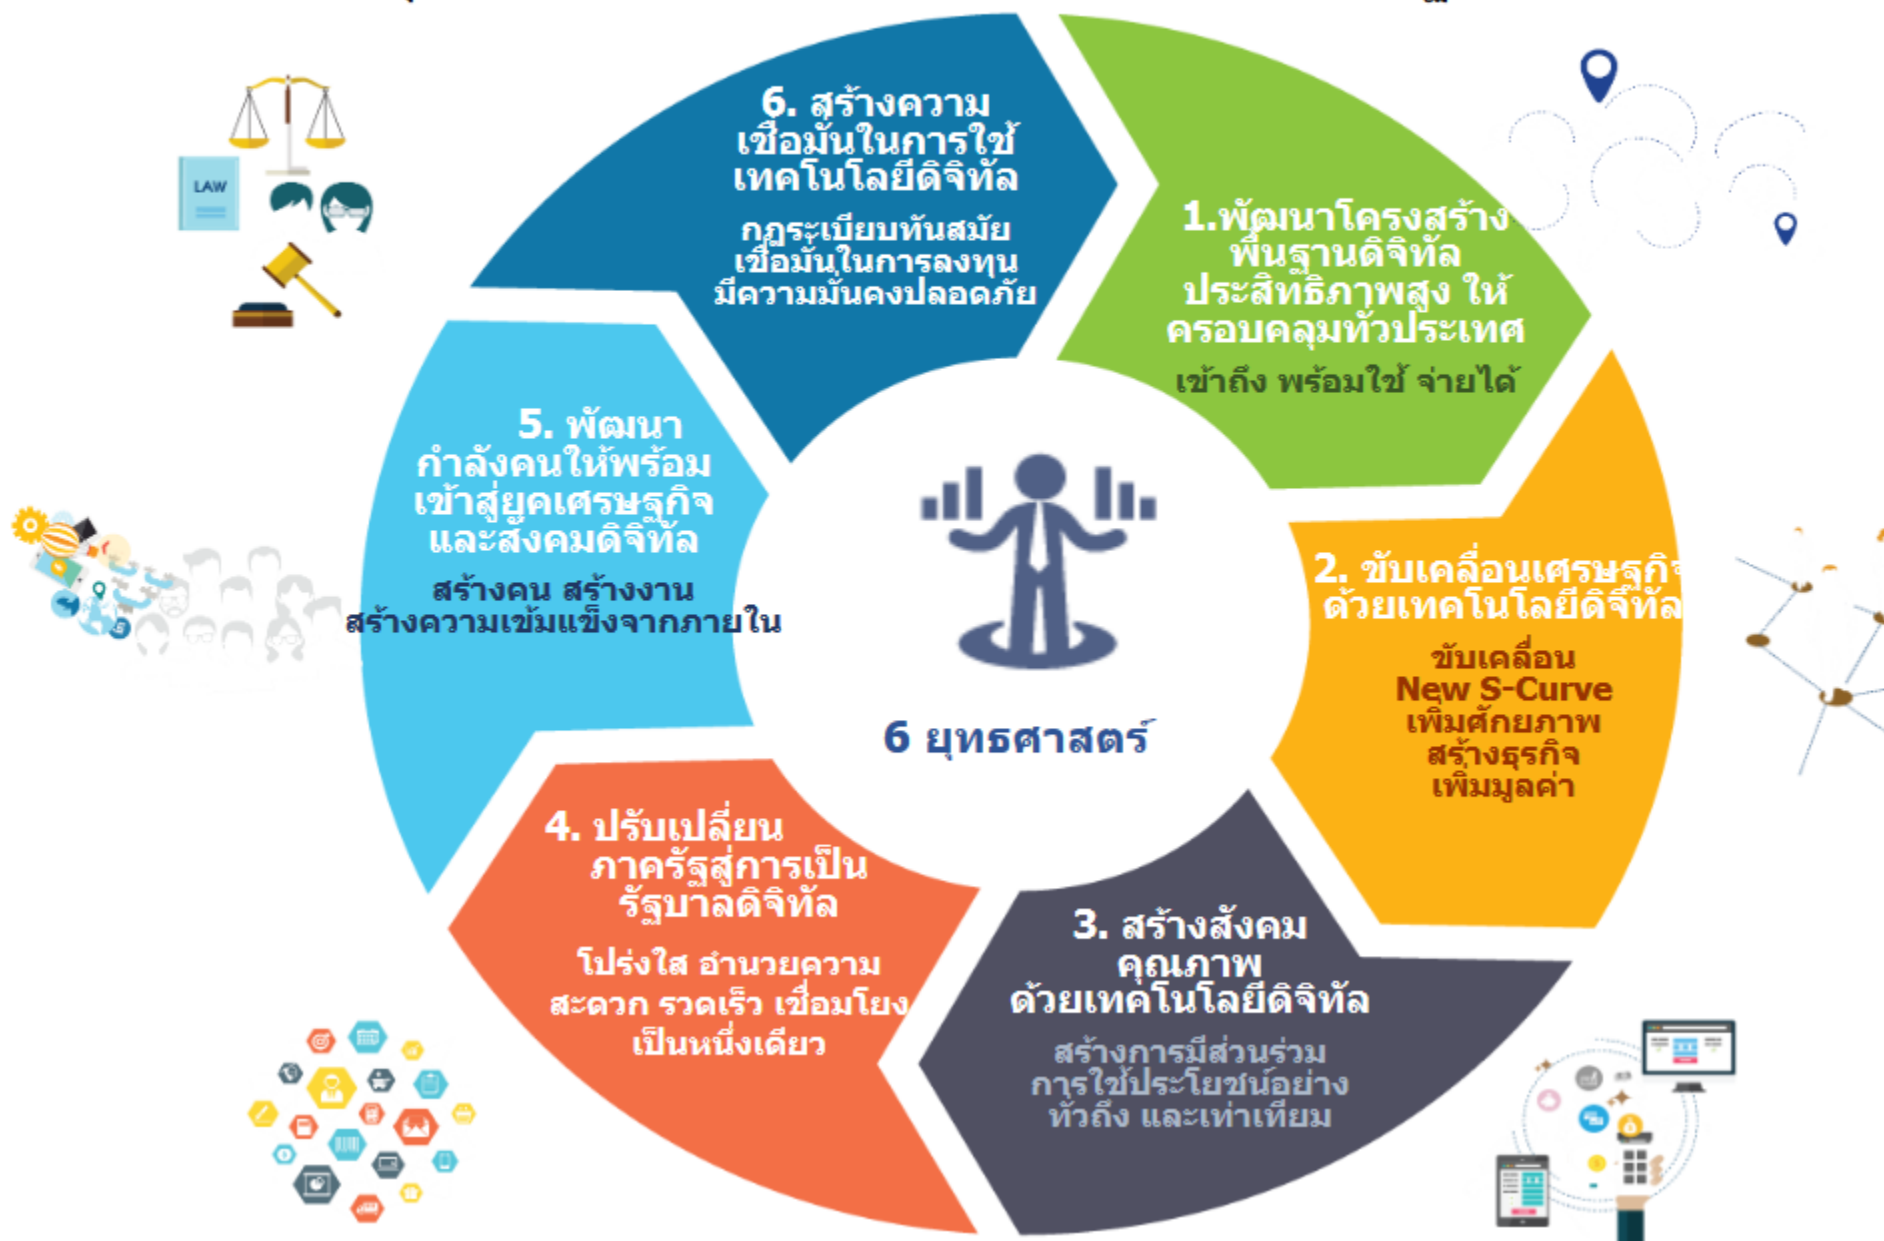 6. สร้างความ
เชื่อมั่นในการใช้
เทคโนโลยีดิจิทัล
กฎระเบียบทันสมัย
เชื่อมั่นในการลงทุน
มีความมั่นคงปลอดภัย
1.พัฒนาโครงสร้าง
พื้นฐานดิจิทัล
ประสิทธิภาพสูง ให้
ครอบคลุมทั่วประเทศ
เข้าถึง พร้อมใช้ จ่ายได้
2. ขับเคลื่อนเศรษฐกิจ
ด้วยเทคโนโลยีดิจิทัล
ขับเคลื่อน
New S-Curve
เพิ่มศักยภาพ
สร้างธุรกิจ
เพิ่มมูลค่า
3. สร้างสังคม
คุณภาพ
ด้วยเทคโนโลยีดิจิทัล
สร้างการมีส่วนร่วม
การใช้ประโยชน์อย่าง
ทั่วถึง และเท่าเทียม
4. ปรับเปลี่ยน
ภาครัฐสู่การเป็น
รัฐบาลดิจิทัล
โปร่งใส อำนวยความ
สะดวก รวดเร็ว เชื่อมโยง
เป็นหนึ่งเดียว
5. พัฒนา
กำลังคนให้พร้อม
เข้าสู่ยุคเศรษฐกิจ
และสังคมดิจิทัล
สร้างคน สร้างงาน
สร้างความเข้มแข็งจากภายใน
6 ยุทธศาสตร์
LAW